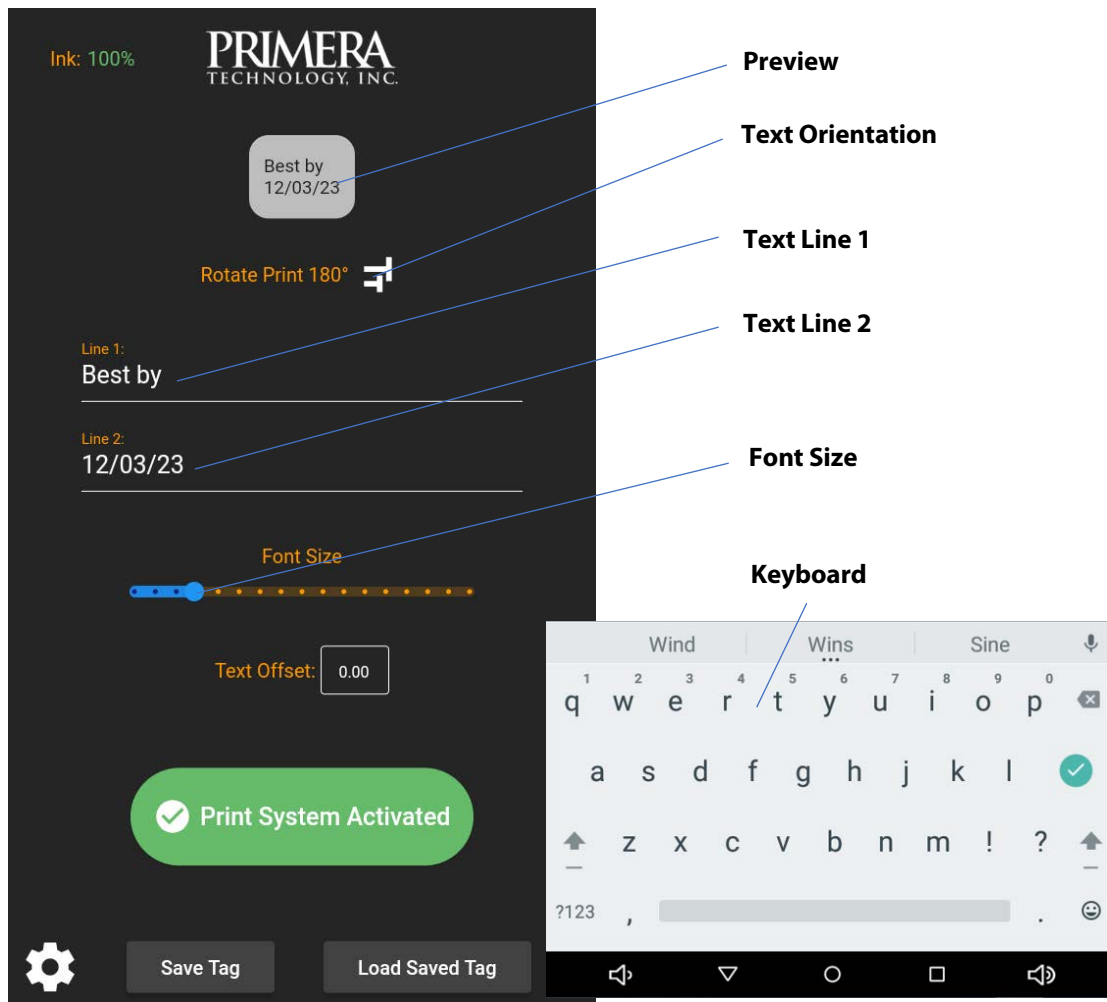 Ink: 100%
PRIMERA
TECHNOLOGY, INC.
Best by
12/03/23
Rotate Print 180°
Line 1:
Best by
Line 2:
12/03/23
Font Size
Text Offset: 0.00
Print System Activated
Save Tag
Load Saved Tag
Preview
Text Orientation
Text Line 1
Text Line 2
Font Size
Keyboard
Wind Wins Sine
1 2 3 4 5 6 7 8 9 0
q w e r t y u i o p
a s d f g h j k l
z x c v b n m ! ?
?123 , .